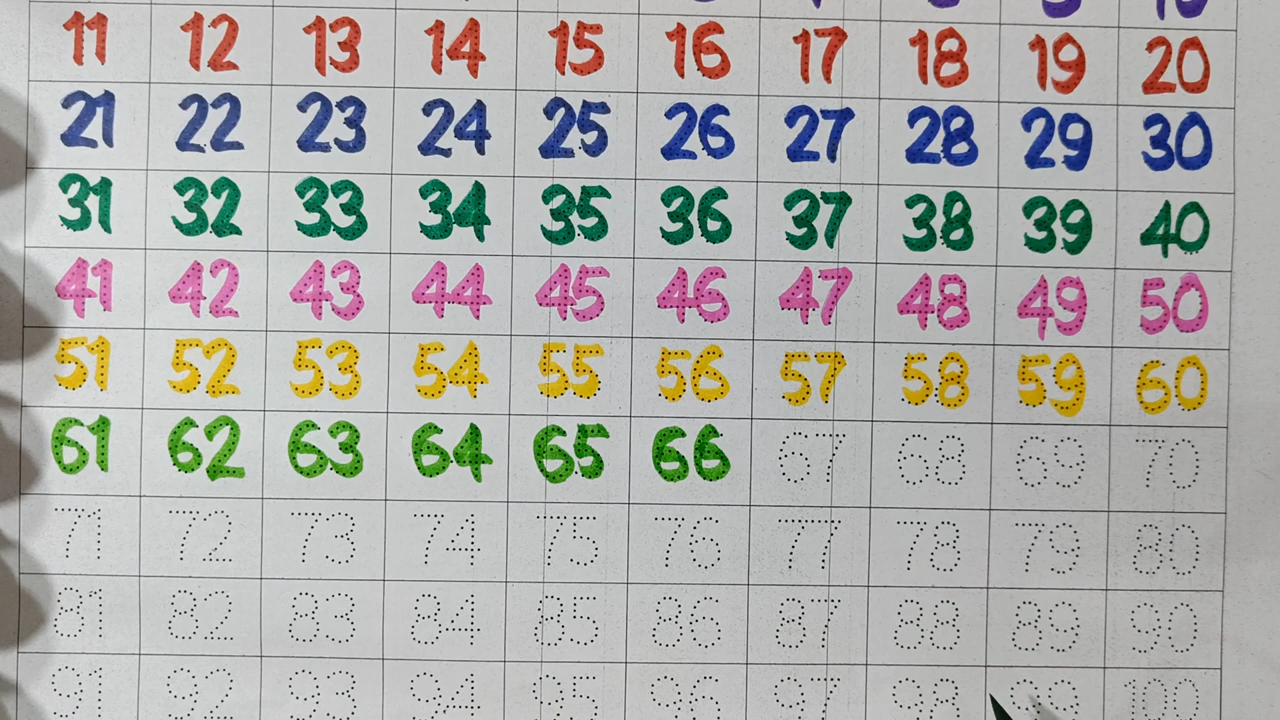 11 12 13 14 15 16 17 18 19 20
21 22 23 24 25 26 27 28 29 30
31 32 33 34 35 36 37 38 39 40
41 42 43 44 45 46 47 48 49 50
51 52 53 54 55 56 57 58 59 60
61 62 63 64 65 66 67 68 69 70
71 72 73 74 75 76 77 78 79 80
81 82 83 84 85 86 87 88 89 90
91 92 93 94 95 96 97 98 99 100